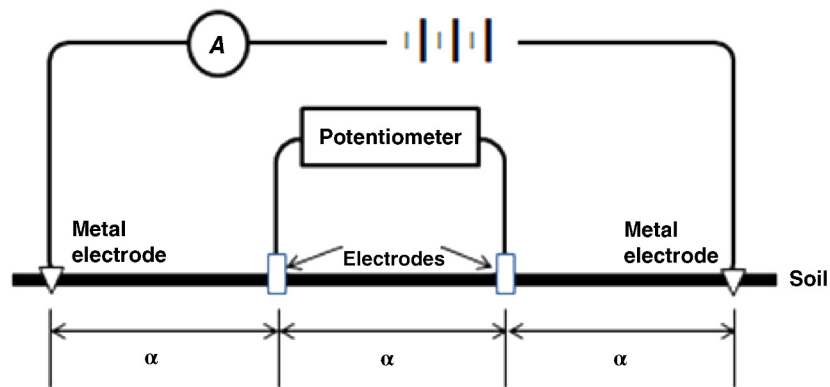 A
Potentiometer
Metal
electrode
Metal
electrode
Electrodes
Soil
α
α
α